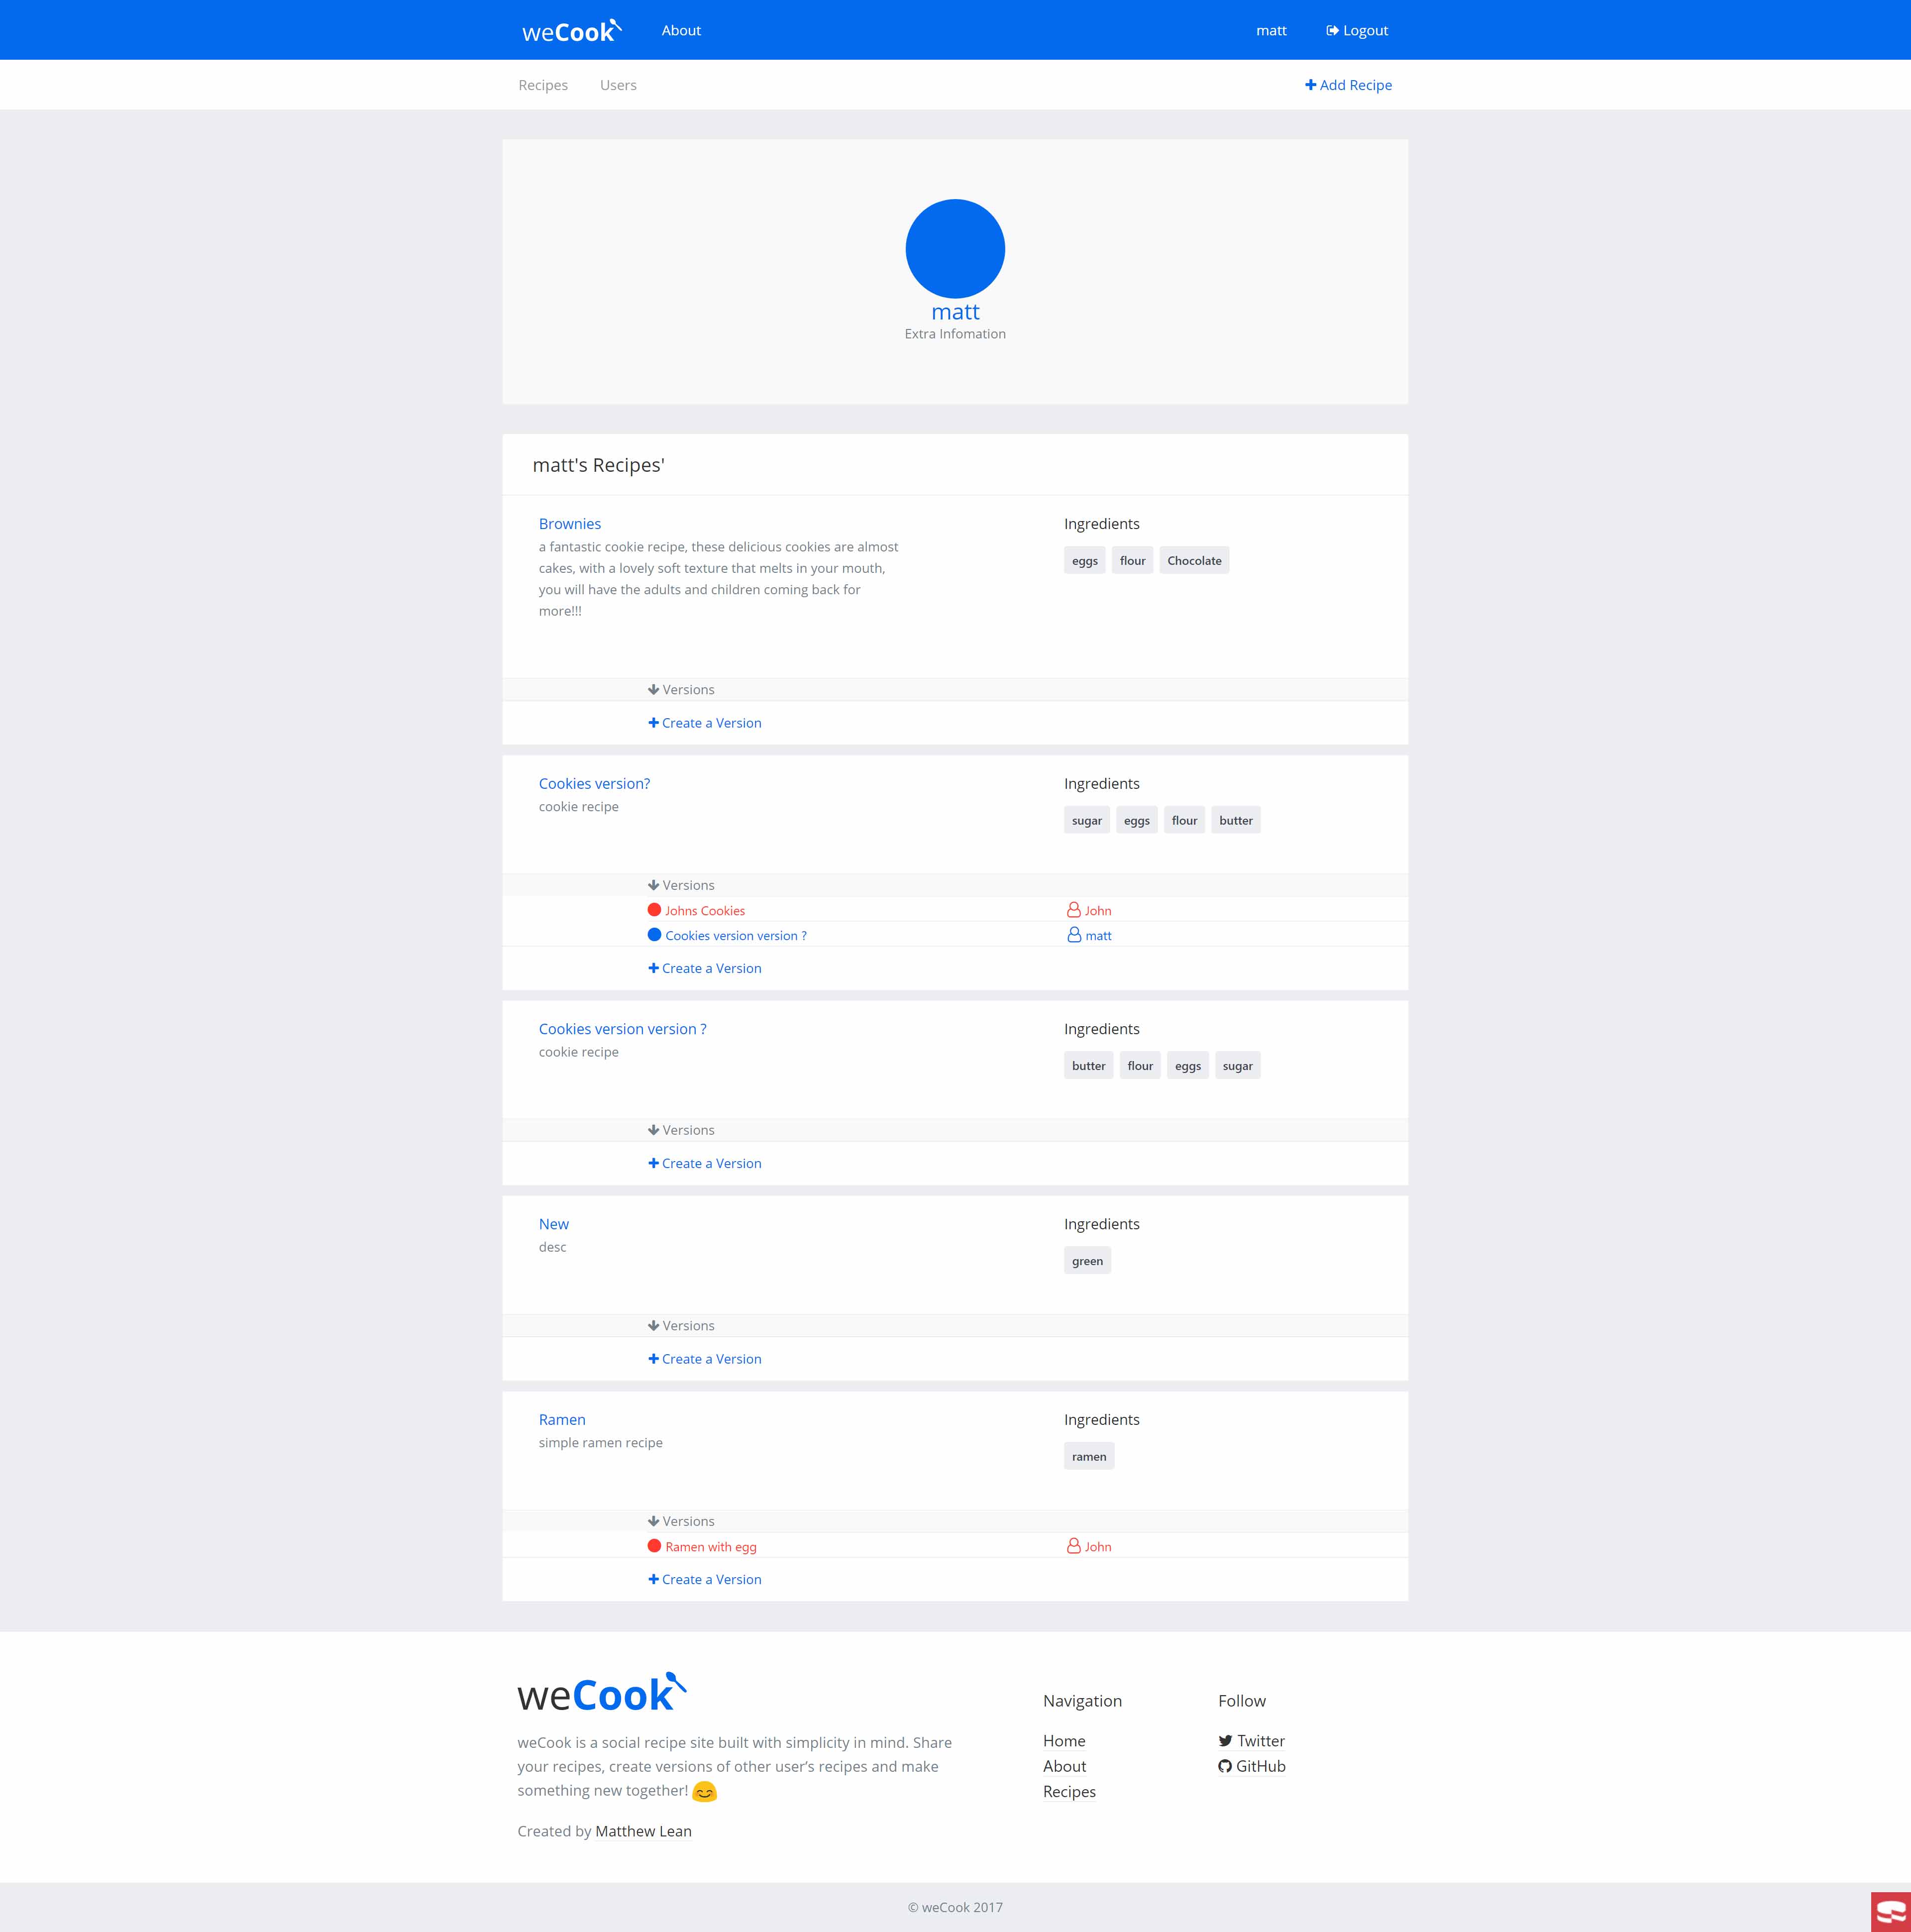 weCook About matt Logout
Recipes Users Add Recipe
matt
Extra Infomation
matt's Recipes'
Brownies
a fantastic cookie recipe, these delicious cookies are almost
cakes, with a lovely soft texture that melts in your mouth,
you will have the adults and children coming back for
more!!!
Ingredients
eggs flour Chocolate
Versions
Create a Version
Cookies version?
cookie recipe
Ingredients
sugar eggs flour butter
Versions
Johns Cookies John
Cookies version version ? matt
Create a Version
Cookies version version ?
cookie recipe
Ingredients
butter flour eggs sugar
Versions
Create a Version
New
desc
Ingredients
green
Versions
Create a Version
Ramen
simple ramen recipe
Ingredients
ramen
Versions
Ramen with egg John
Create a Version
weCook
weCook is a social recipe site built with simplicity in mind. Share
your recipes, create versions of other user’s recipes and make
something new together!
Created by Matthew Lean
Navigation
Home
About
Recipes
Follow
Twitter
GitHub
© weCook 2017